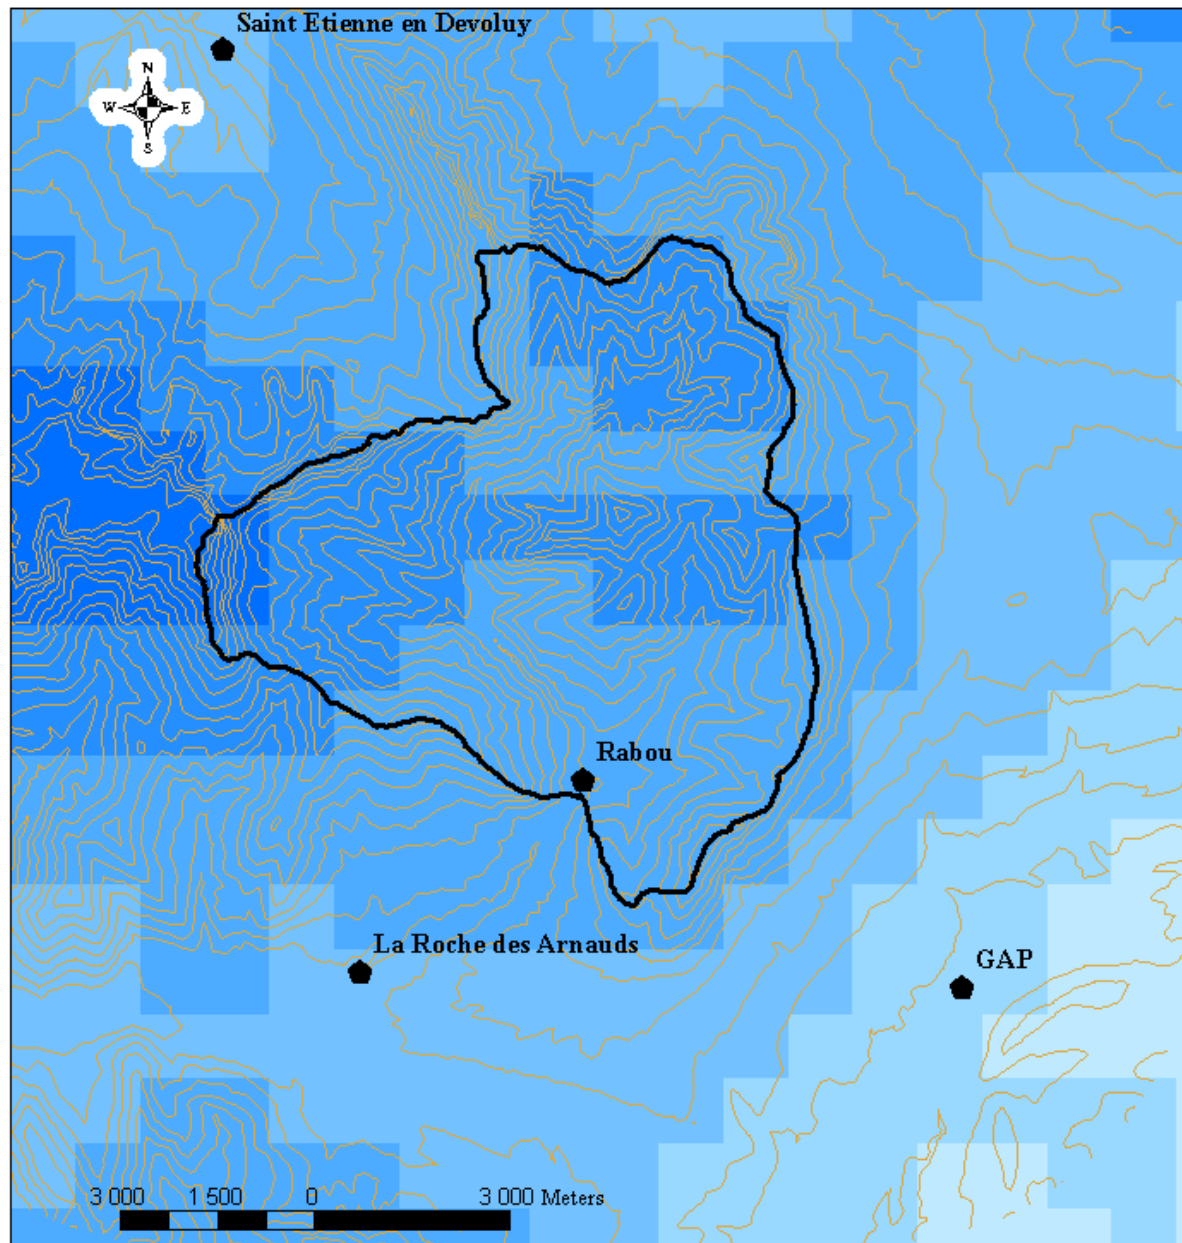 Saint Etienne en Devoluy
N
W E
S
Rabou
La Roche des Arnauds
GAP
3 000 1 500 0 3 000 Meters